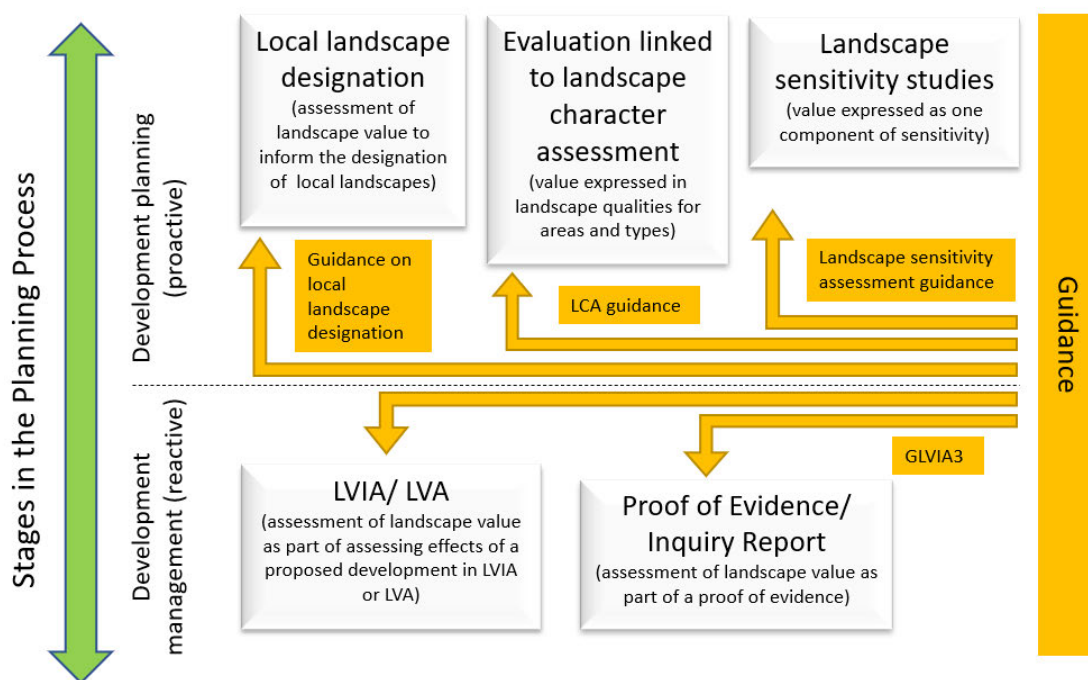 Stages in the Planning Process
Development planning
(proactive)
Local landscape
designation
(assessment of
landscape value to
inform the designation
of local landscapes)
Evaluation linked
to landscape
character
assessment
(value expressed in
landscape qualities for
areas and types)
Landscape
sensitivity studies
(value expressed as one
component of sensitivity)
Guidance on
local
landscape
designation
LCA guidance
Landscape sensitivity
assessment guidance
Guidance
Development
management (reactive)
GLVIA3
LVIA/ LVA
(assessment of landscape value
as part of assessing effects of a
proposed development in LVIA
or LVA)
Proof of Evidence/
Inquiry Report
(assessment of landscape value as
part of a proof of evidence)